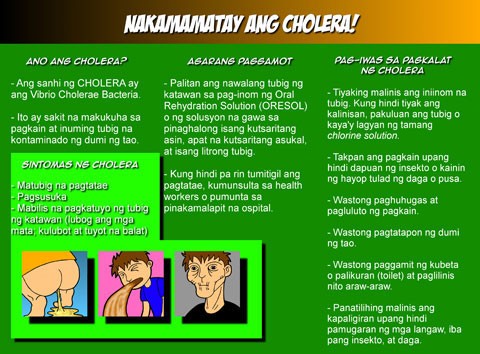 NAKAMAMATAY ANG CHOLERA!
ANO ANG CHOLERA?
- Ang sanhi ng CHOLERA ay
ang Vibrio Cholerae Bacteria.
- Ito ay sakit na makukuha sa
pagkain at inuming tubig na
kontaminado ng dumi ng tao.
SINTOMAS NG CHOLERA
- Matubig na pagtatae
- Pagsusuka
- Mabilis na pagkatuyo ng tubig
ng katawan (lubog ang mga
mata, kulubot at tuyot na balat)
AGARANG PAGGAMOT
- Palitan ang nawalang tubig ng
katawan sa pag-inom ng Oral
Rehydration Solution (ORESOL)
o ng solusyon na gawa sa
pinaghalong isang kutsaritang
asin, apat na kutsaritang asukal,
at isang litrong tubig.
- Kung hindi pa rin tumitigil ang
pagtatae, kumunsulta sa health
workers o pumunta sa
pinakamalapit na ospital.
PAG-IWAS SA PAGKALAT
NG CHOLERA
- Tiyaking malinis ang iniinom na
tubig. Kung hindi tiyak ang
kalinisan, pakuluan ang tubig o
kaya'y lagyan ng tamang
chlorine solution.
- Takpan ang pagkain upang
hindi dapuan ng insekto o kainin
ng hayop tulad ng daga o pusa.
- Wastong paghuhugas at
pagluluto ng pagkain.
- Wastong pagtatapon ng dumi
ng tao.
- Wastong paggamit ng kubeta
o palikuran (toilet) at paglilinis
nito araw-araw.
- Panatilihing malinis ang
kapaligiran upang hindi
pamugaran ng mga langaw, iba
pang insekto, at daga.